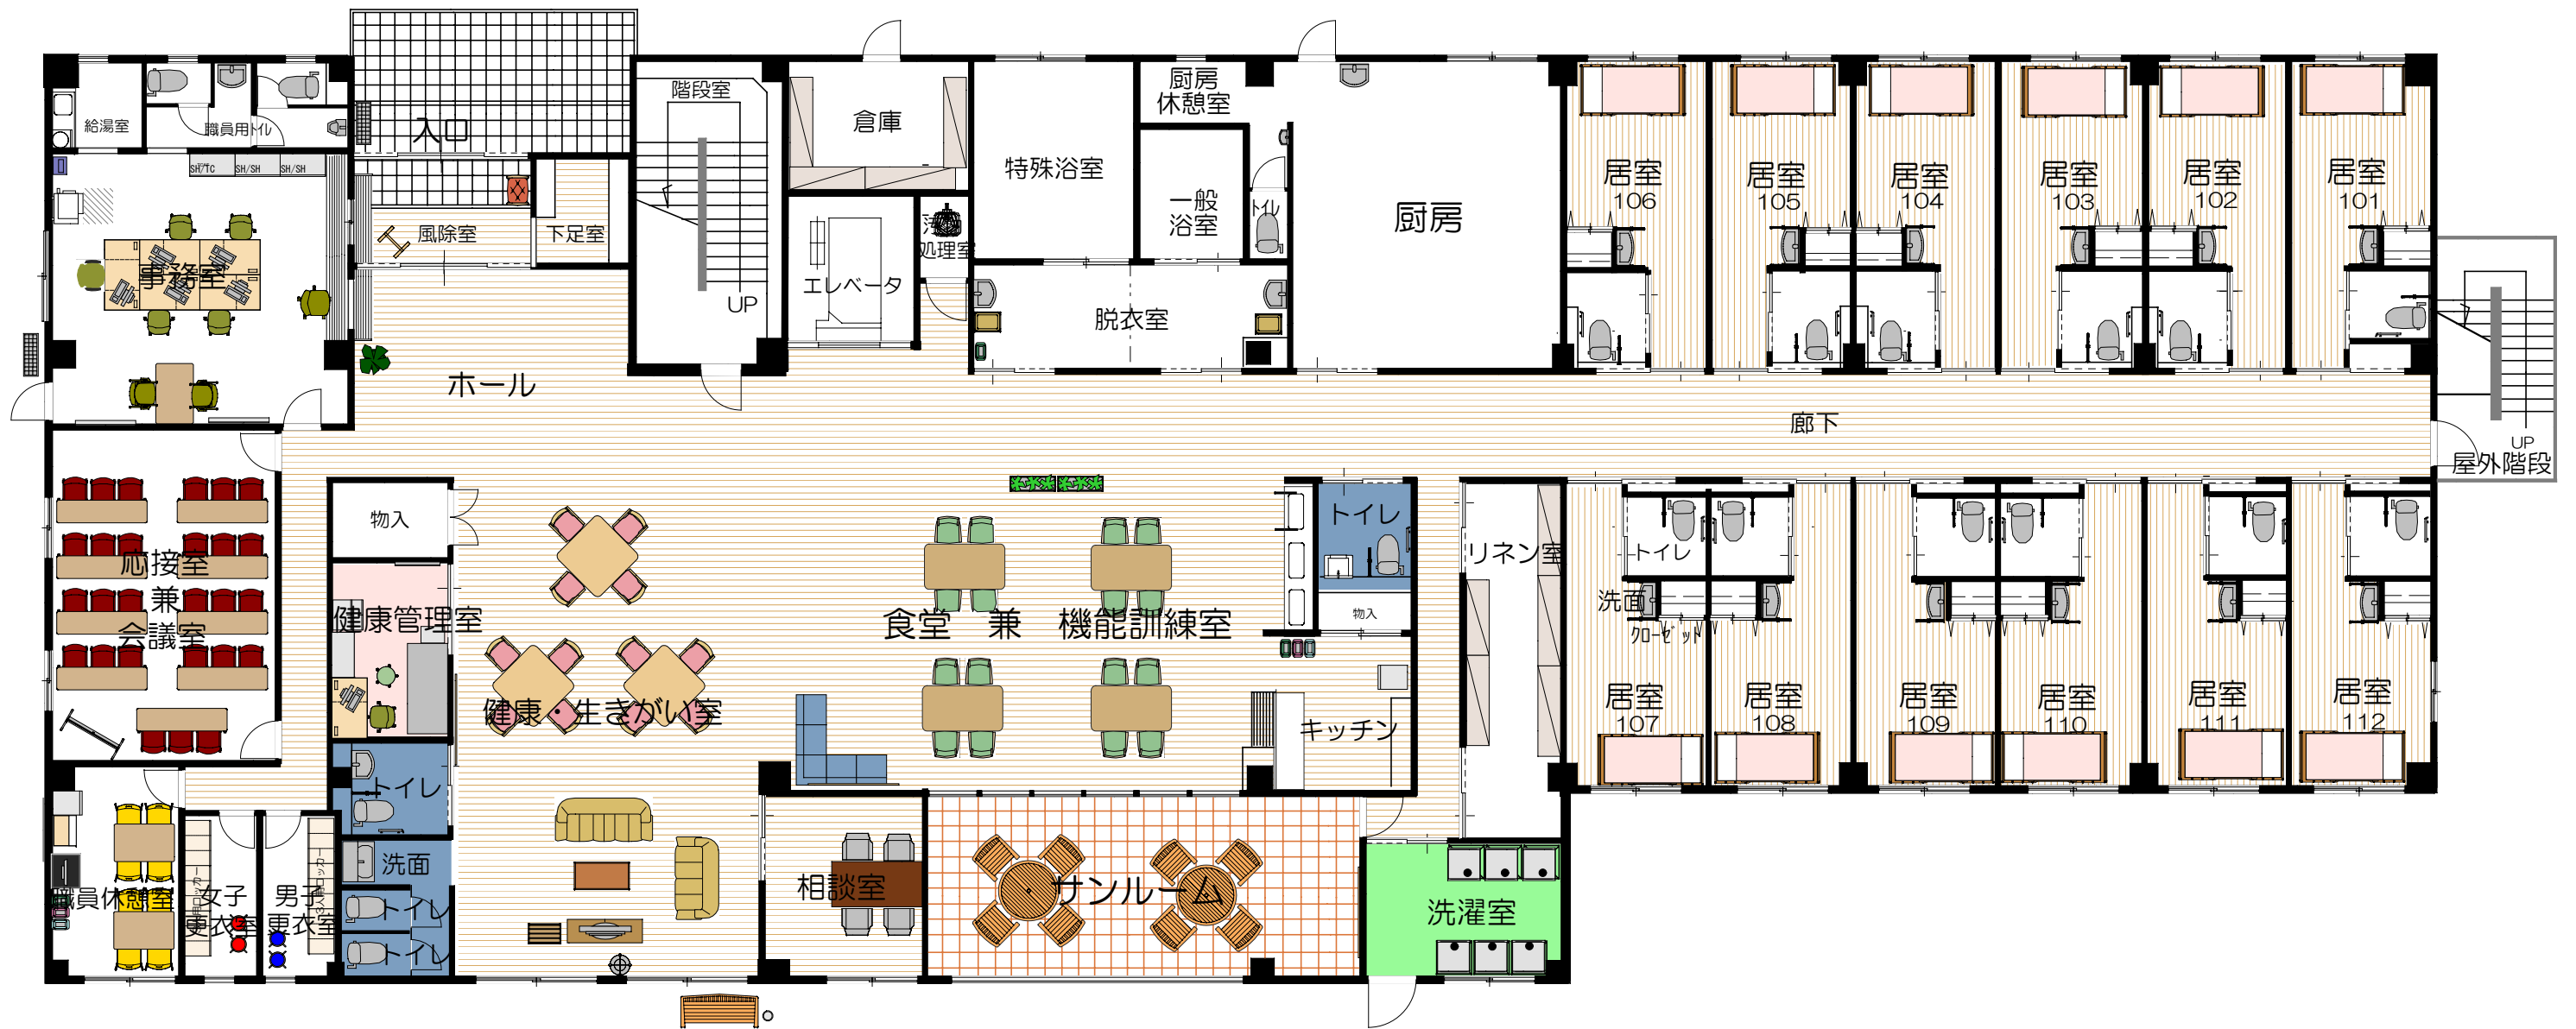 給湯室
職員用トイレ
入口
階段室
UP
倉庫
特殊浴室
厨房
休憩室
一般
浴室
トイレ
厨房
居室
106
居室
105
居室
104
居室
103
居室
102
居室
101
SH/TC
SH/SH
SH/SH
事務室
風除室
下足室
エレベータ
処理室
脱衣室
ホール
廊下
UP
屋外階段
物入
応接室
兼
会議室
健康管理室
食堂 兼 機能訓練室
健康・生きがい室
トイレ
物入
キッチン
リネン室
トイレ
洗面
クローゼット
居室
107
居室
108
居室
109
居室
110
居室
111
居室
112
トイレ
洗面
トイレ
トイレ
職員休憩室
女子
更衣室
男子
更衣室
相談室
サンルーム
洗濯室